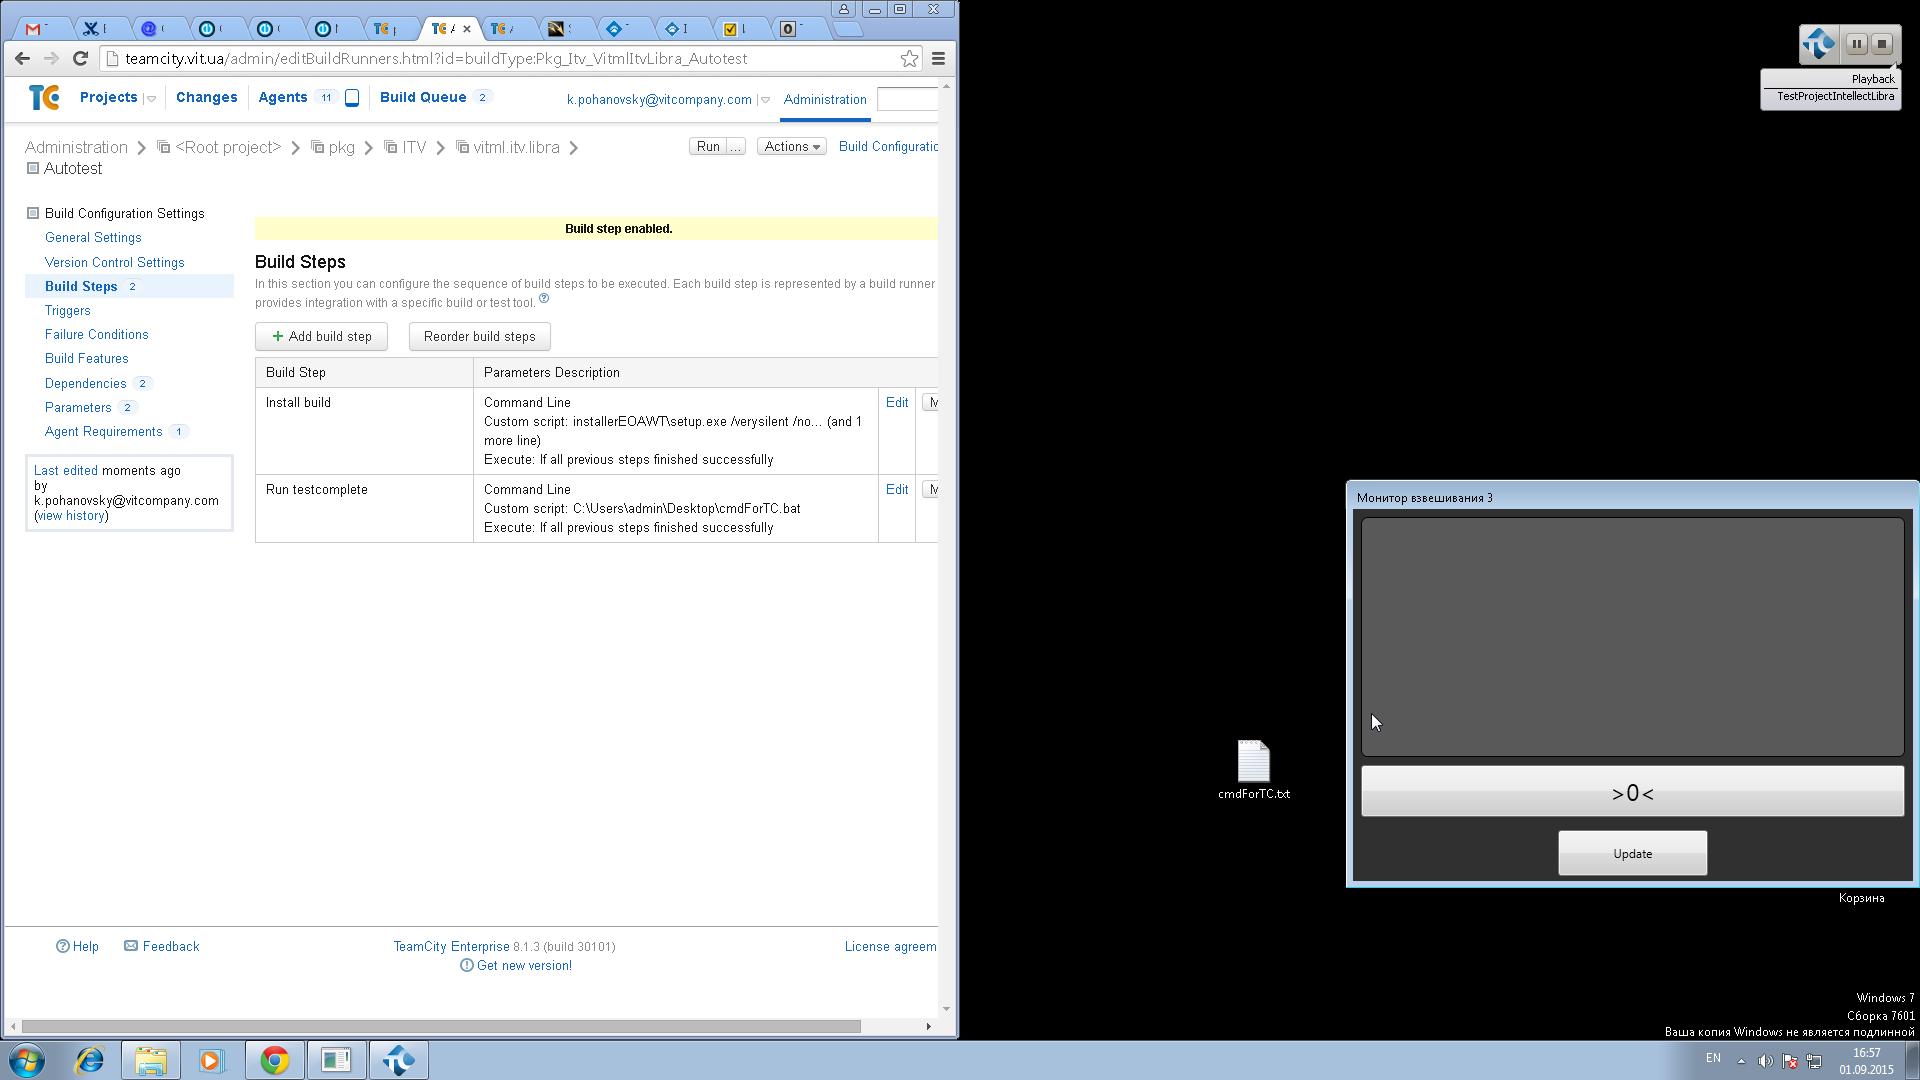 teamcity.vit.ua/admin/editBuildRunners.html?id=buildType:Pkg_Itv_VitmlItvLibra_Autotest
TC Projects Changes Agents 11 Build Queue 2 k.pohanovsky@vitcompany.com Administration
Administration <Root project> pkg ITV vitml.itv.libra Run ... Actions Build Configuratio
Autotest
Build Configuration Settings
General Settings
Version Control Settings
Build Steps 2
Triggers
Failure Conditions
Build Features
Dependencies 2
Parameters 2
Agent Requirements 1
Last edited moments ago
by
k.pohanovsky@vitcompany.com
(view history)
Build step enabled.
Build Steps
In this section you can configure the sequence of build steps to be executed. Each build step is represented by a build runner
provides integration with a specific build or test tool.
Add build step Reorder build steps
Build Step Parameters Description
Install build Command Line Edit M
Custom script: installerEOAWT\setup.exe /verysilent /no... (and 1
more line)
Execute: If all previous steps finished successfully
Run testcomplete Command Line Edit M
Custom script: C:\Users\admin\Desktop\cmdForTC.bat
Execute: If all previous steps finished successfully
Help Feedback TeamCity Enterprise 8.1.3 (build 30101) License agreem
Get new version!
Playback
TestProjectIntellectLibra
cmdForTC.txt
Монитор взвешивания 3
>0<
Update
Корзина
Windows 7
Сборка 7601
Ваша копия Windows не является подлинной
EN
16:57
01.09.2015